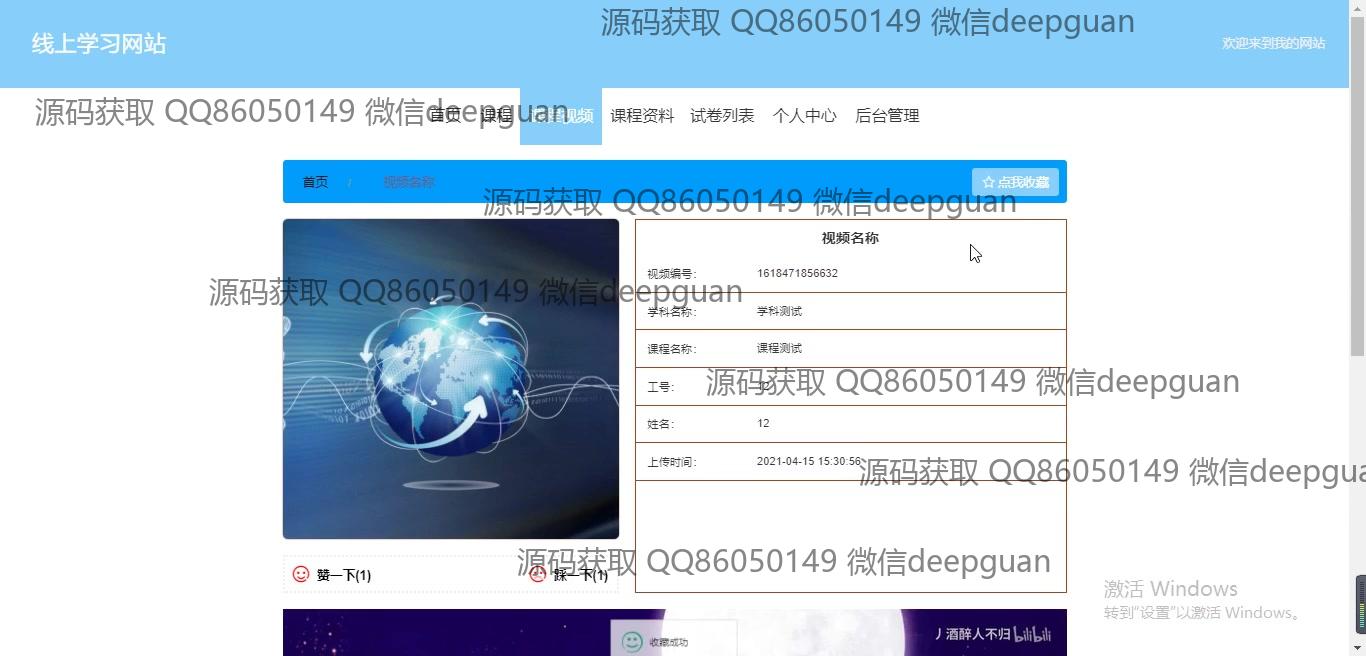 源码获取 QQ86050149 微信deepguan
线上学习网站
欢迎来到我的网站
源码获取 QQ86050149 微信deepguan
首页 课程 课程视频 课程资料 试卷列表 个人中心 后台管理
首页 / 视频名称
☆ 点我收藏
源码获取 QQ86050149 微信deepguan
视频名称
视频编号： 1618471856632
源码获取 QQ86050149 微信deepguan
学科名称： 学科测试
课程名称： 课程测试
工号： 12
源码获取 QQ86050149 微信deepguan
姓名： 12
上传时间： 2021-04-15 15:30:56
源码获取 QQ86050149 微信deepgua
源码获取 QQ86050149 微信deepguan
赞一下(1) 踩一下(1)
激活 Windows
转到"设置"以激活 Windows。
丿酒醉人不归 bilibili
收藏成功